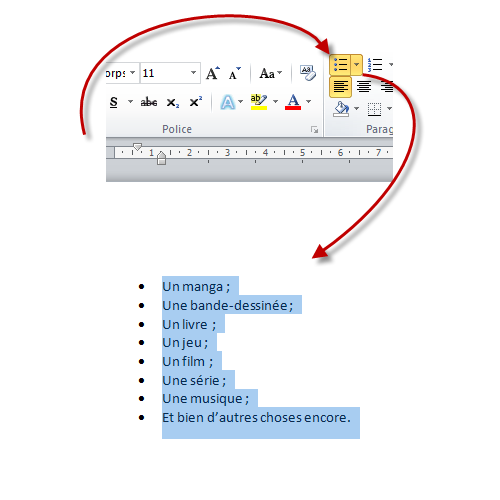 orps 11 A A Aa
S abc x₂ x² A ab A
Police Parag
1 1 2 3 4 5 6 7
Un manga ;
Une bande-dessinée ;
Un livre ;
Un jeu ;
Un film ;
Une série ;
Une musique ;
Et bien d'autres choses encore.